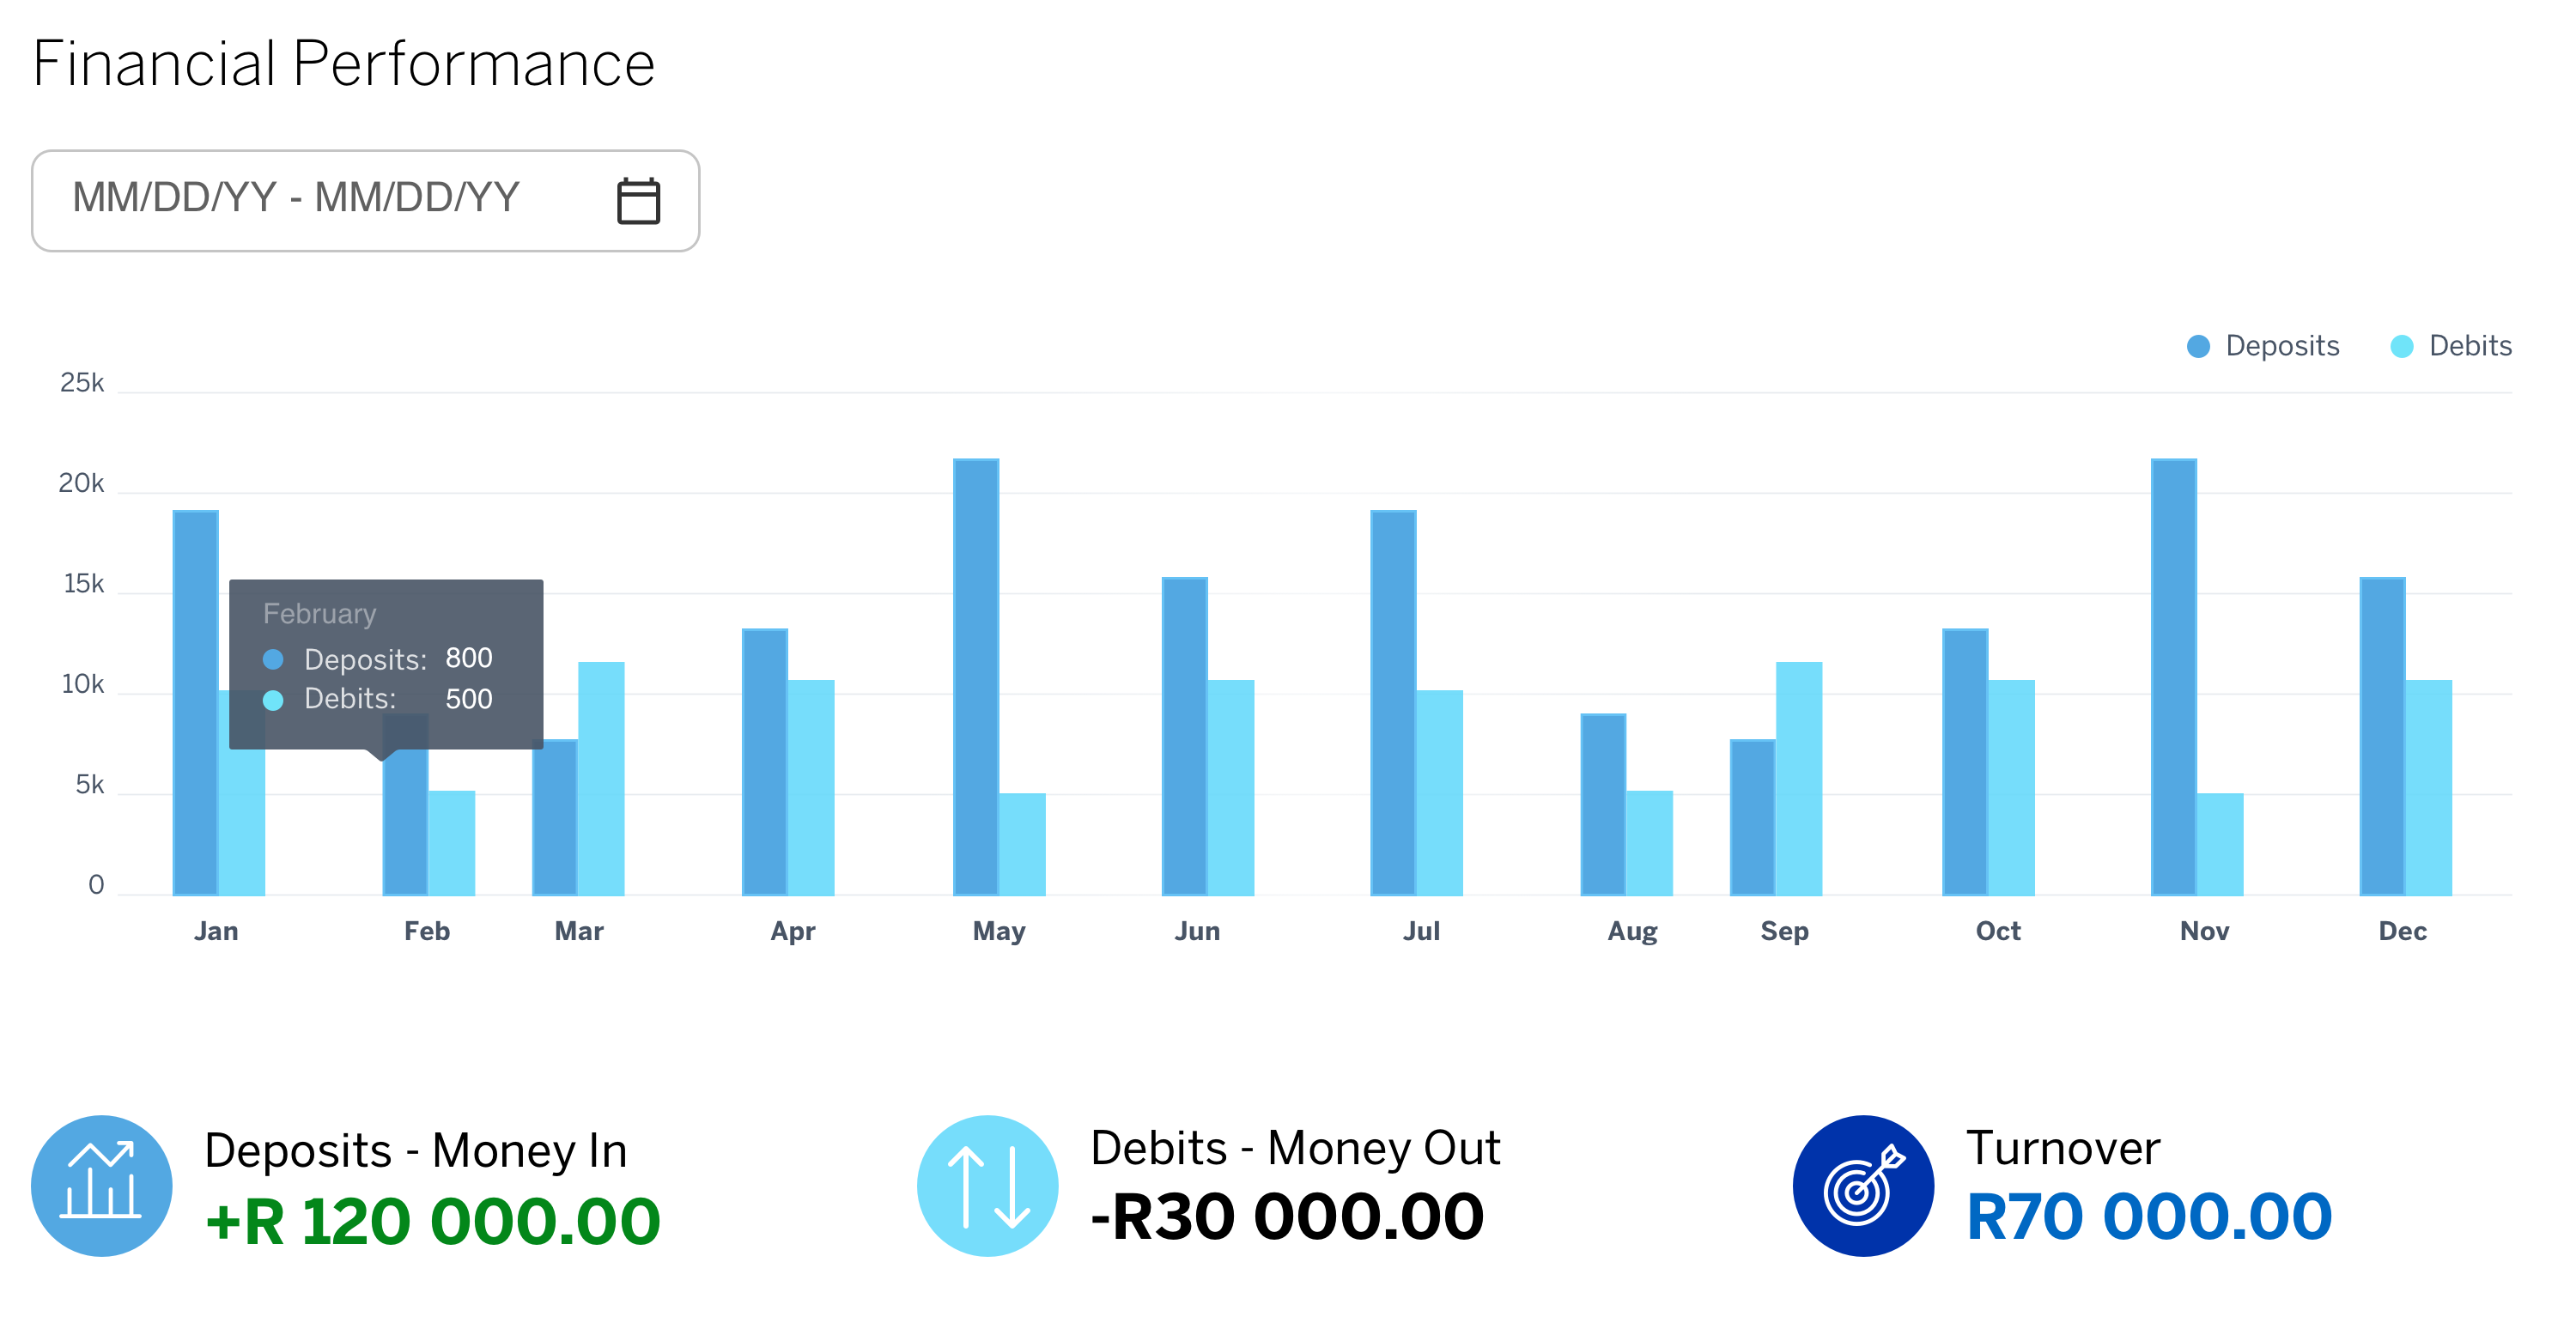 Financial Performance
MM/DD/YY - MM/DD/YY
Deposits Debits
25k
20k
15k
10k
5k
0
February
Deposits: 800
Debits: 500
Jan Feb Mar Apr May Jun Jul Aug Sep Oct Nov Dec
Deposits - Money In
+R 120 000.00
Debits - Money Out
-R30 000.00
Turnover
R70 000.00